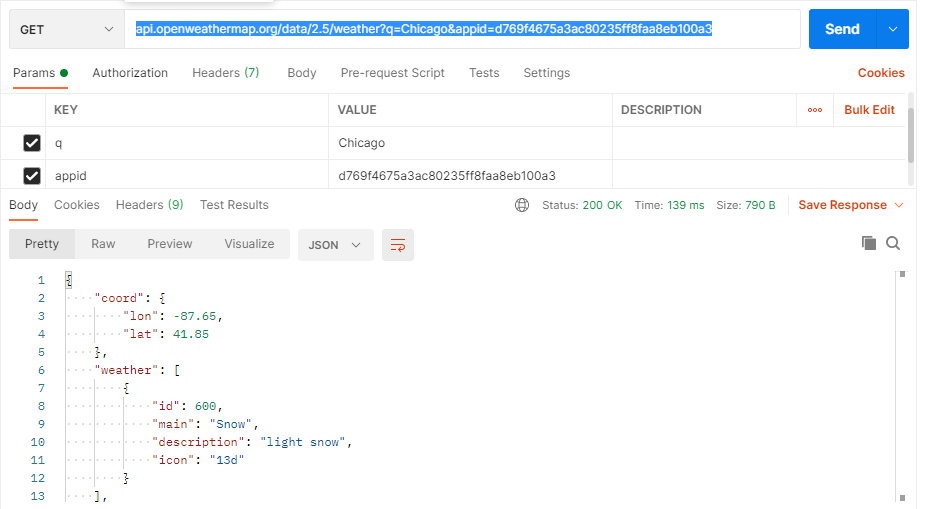 GET api.openweathermap.org/data/2.5/weather?q=Chicago&appid=d769f4675a3ac80235ff8faa8eb100a3 Send
Params Authorization Headers (7) Body Pre-request Script Tests Settings Cookies
KEY VALUE DESCRIPTION ooo Bulk Edit
q Chicago
appid d769f4675a3ac80235ff8faa8eb100a3
Body Cookies Headers (9) Test Results Status: 200 OK Time: 139 ms Size: 790 B Save Response
Pretty Raw Preview Visualize JSON
1 {
2 "coord": {
3 "lon": -87.65,
4 "lat": 41.85
5 },
6 "weather": [
7 {
8 "id": 600,
9 "main": "Snow",
10 "description": "light snow",
11 "icon": "13d"
12 }
13 ],